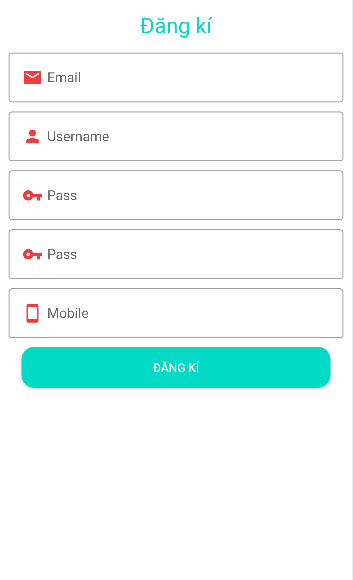 Đăng kí
Email
Username
Pass
Pass
Mobile
ĐĂNG KÍ